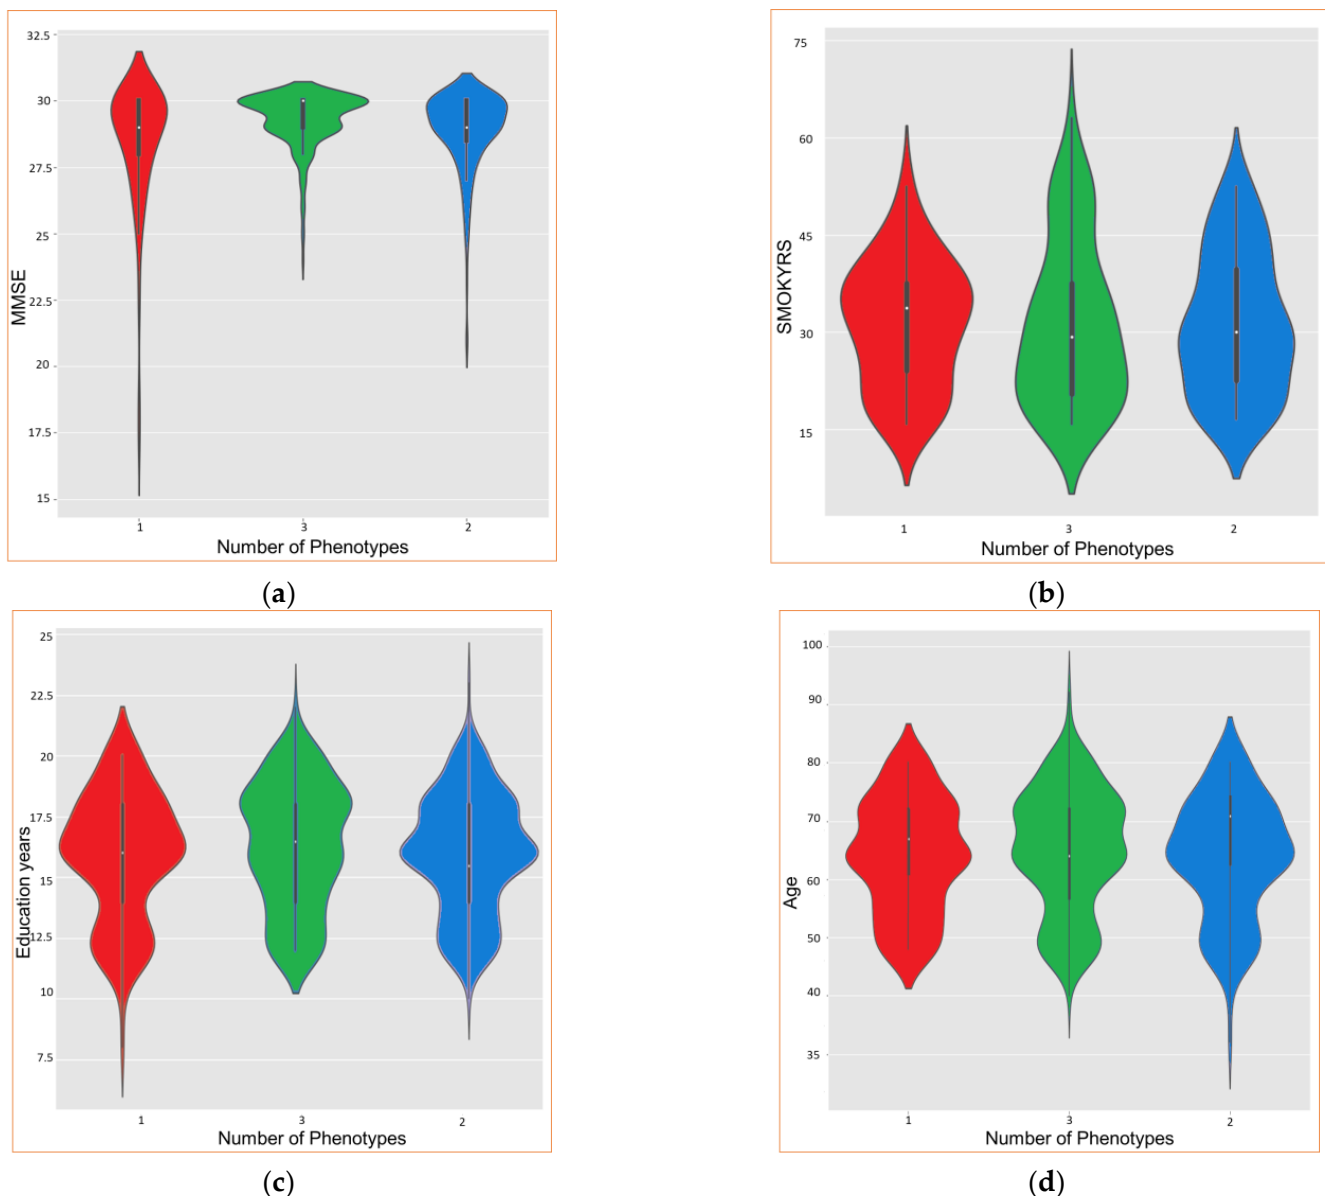 32.5
30
27.5
25
22.5
20
17.5
15
MMSE
1 3 2
Number of Phenotypes
(a)
75
60
45
30
15
SMOKYRS
1 3 2
Number of Phenotypes
(b)
25
22.5
20
17.5
15
12.5
10
7.5
Education years
1 3 2
Number of Phenotypes
(c)
100
90
80
70
60
50
40
35
Age
1 3 2
Number of Phenotypes
(d)